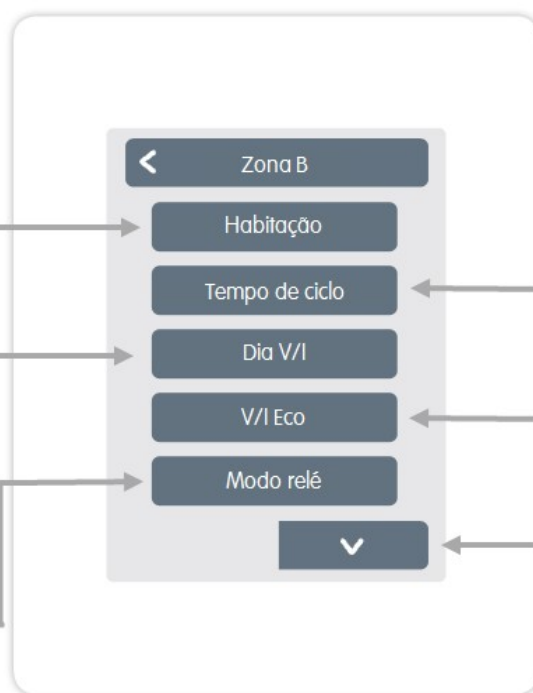 Zona B
Habitação
Tempo de ciclo
Dia V/I
V/I Eco
Modo relé